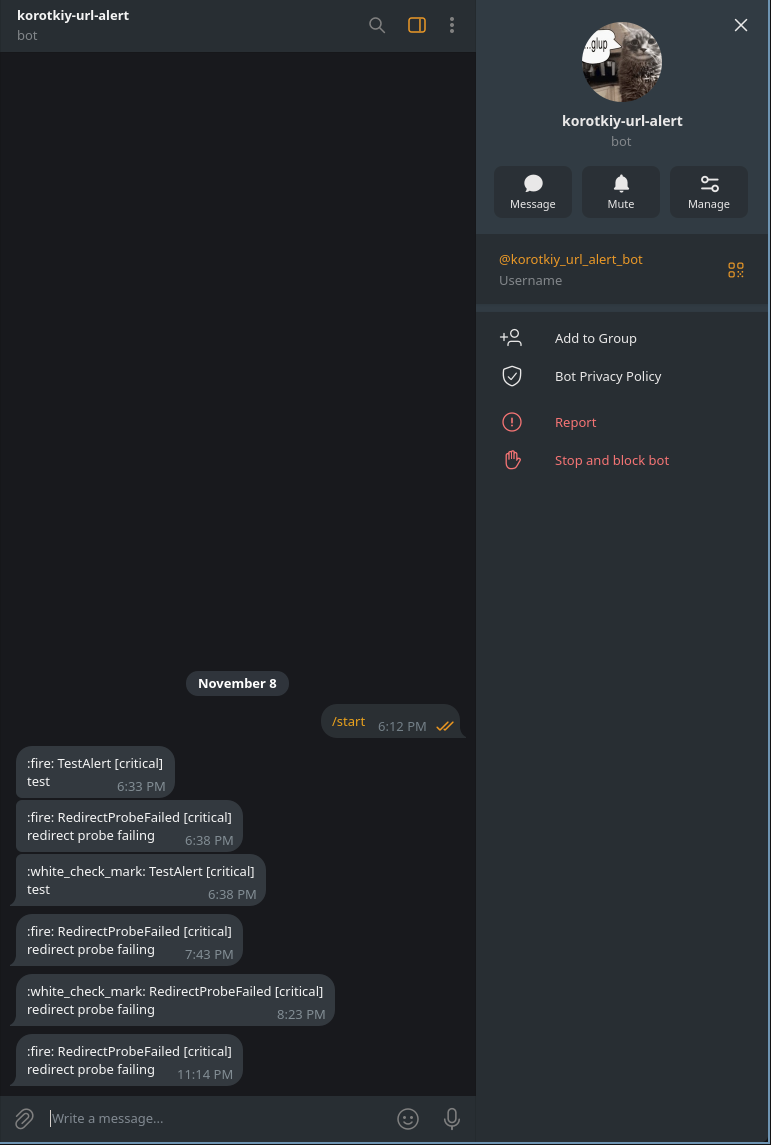 korotkiy-url-alert
bot
November 8
/start 6:12 PM
:fire: TestAlert [critical]
test 6:33 PM
:fire: RedirectProbeFailed [critical]
redirect probe failing 6:38 PM
:white_check_mark: TestAlert [critical]
test 6:38 PM
:fire: RedirectProbeFailed [critical]
redirect probe failing 7:43 PM
:white_check_mark: RedirectProbeFailed [critical]
redirect probe failing 8:23 PM
:fire: RedirectProbeFailed [critical]
redirect probe failing 11:14 PM
Write a message...
...glup
korotkiy-url-alert
bot
Message Mute Manage
@korotkiy_url_alert_bot
Username
Add to Group
Bot Privacy Policy
Report
Stop and block bot